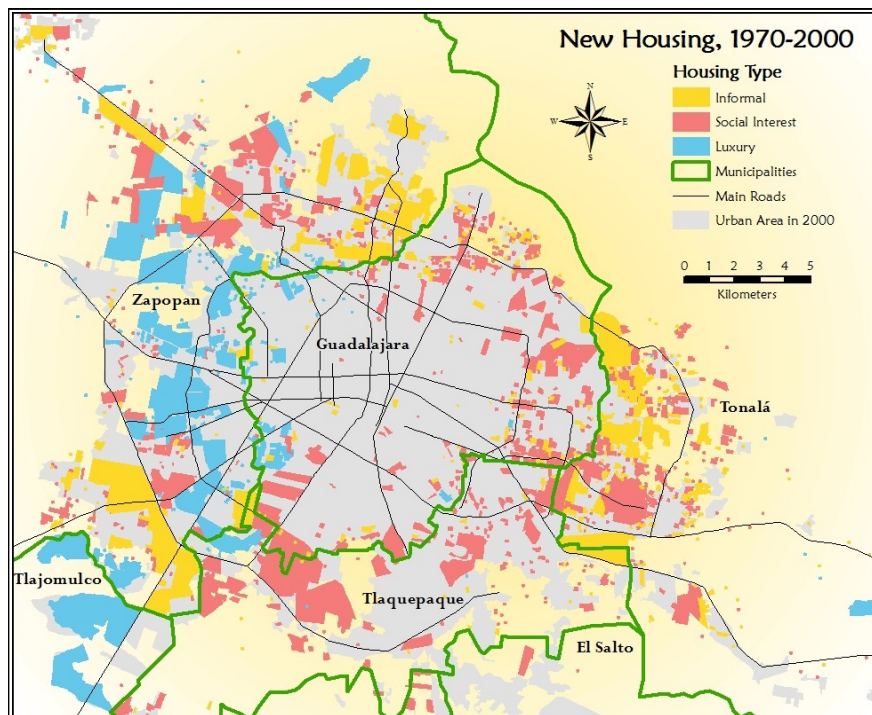 New Housing, 1970-2000
Housing Type
Informal
Social Interest
Luxury
Municipalities
Main Roads
Urban Area in 2000
N
W E
S
0 1 2 3 4 5
Kilometers
Zapopan
Guadalajara
Tonalá
Tlajomulco
Tlaquepaque
El Salto